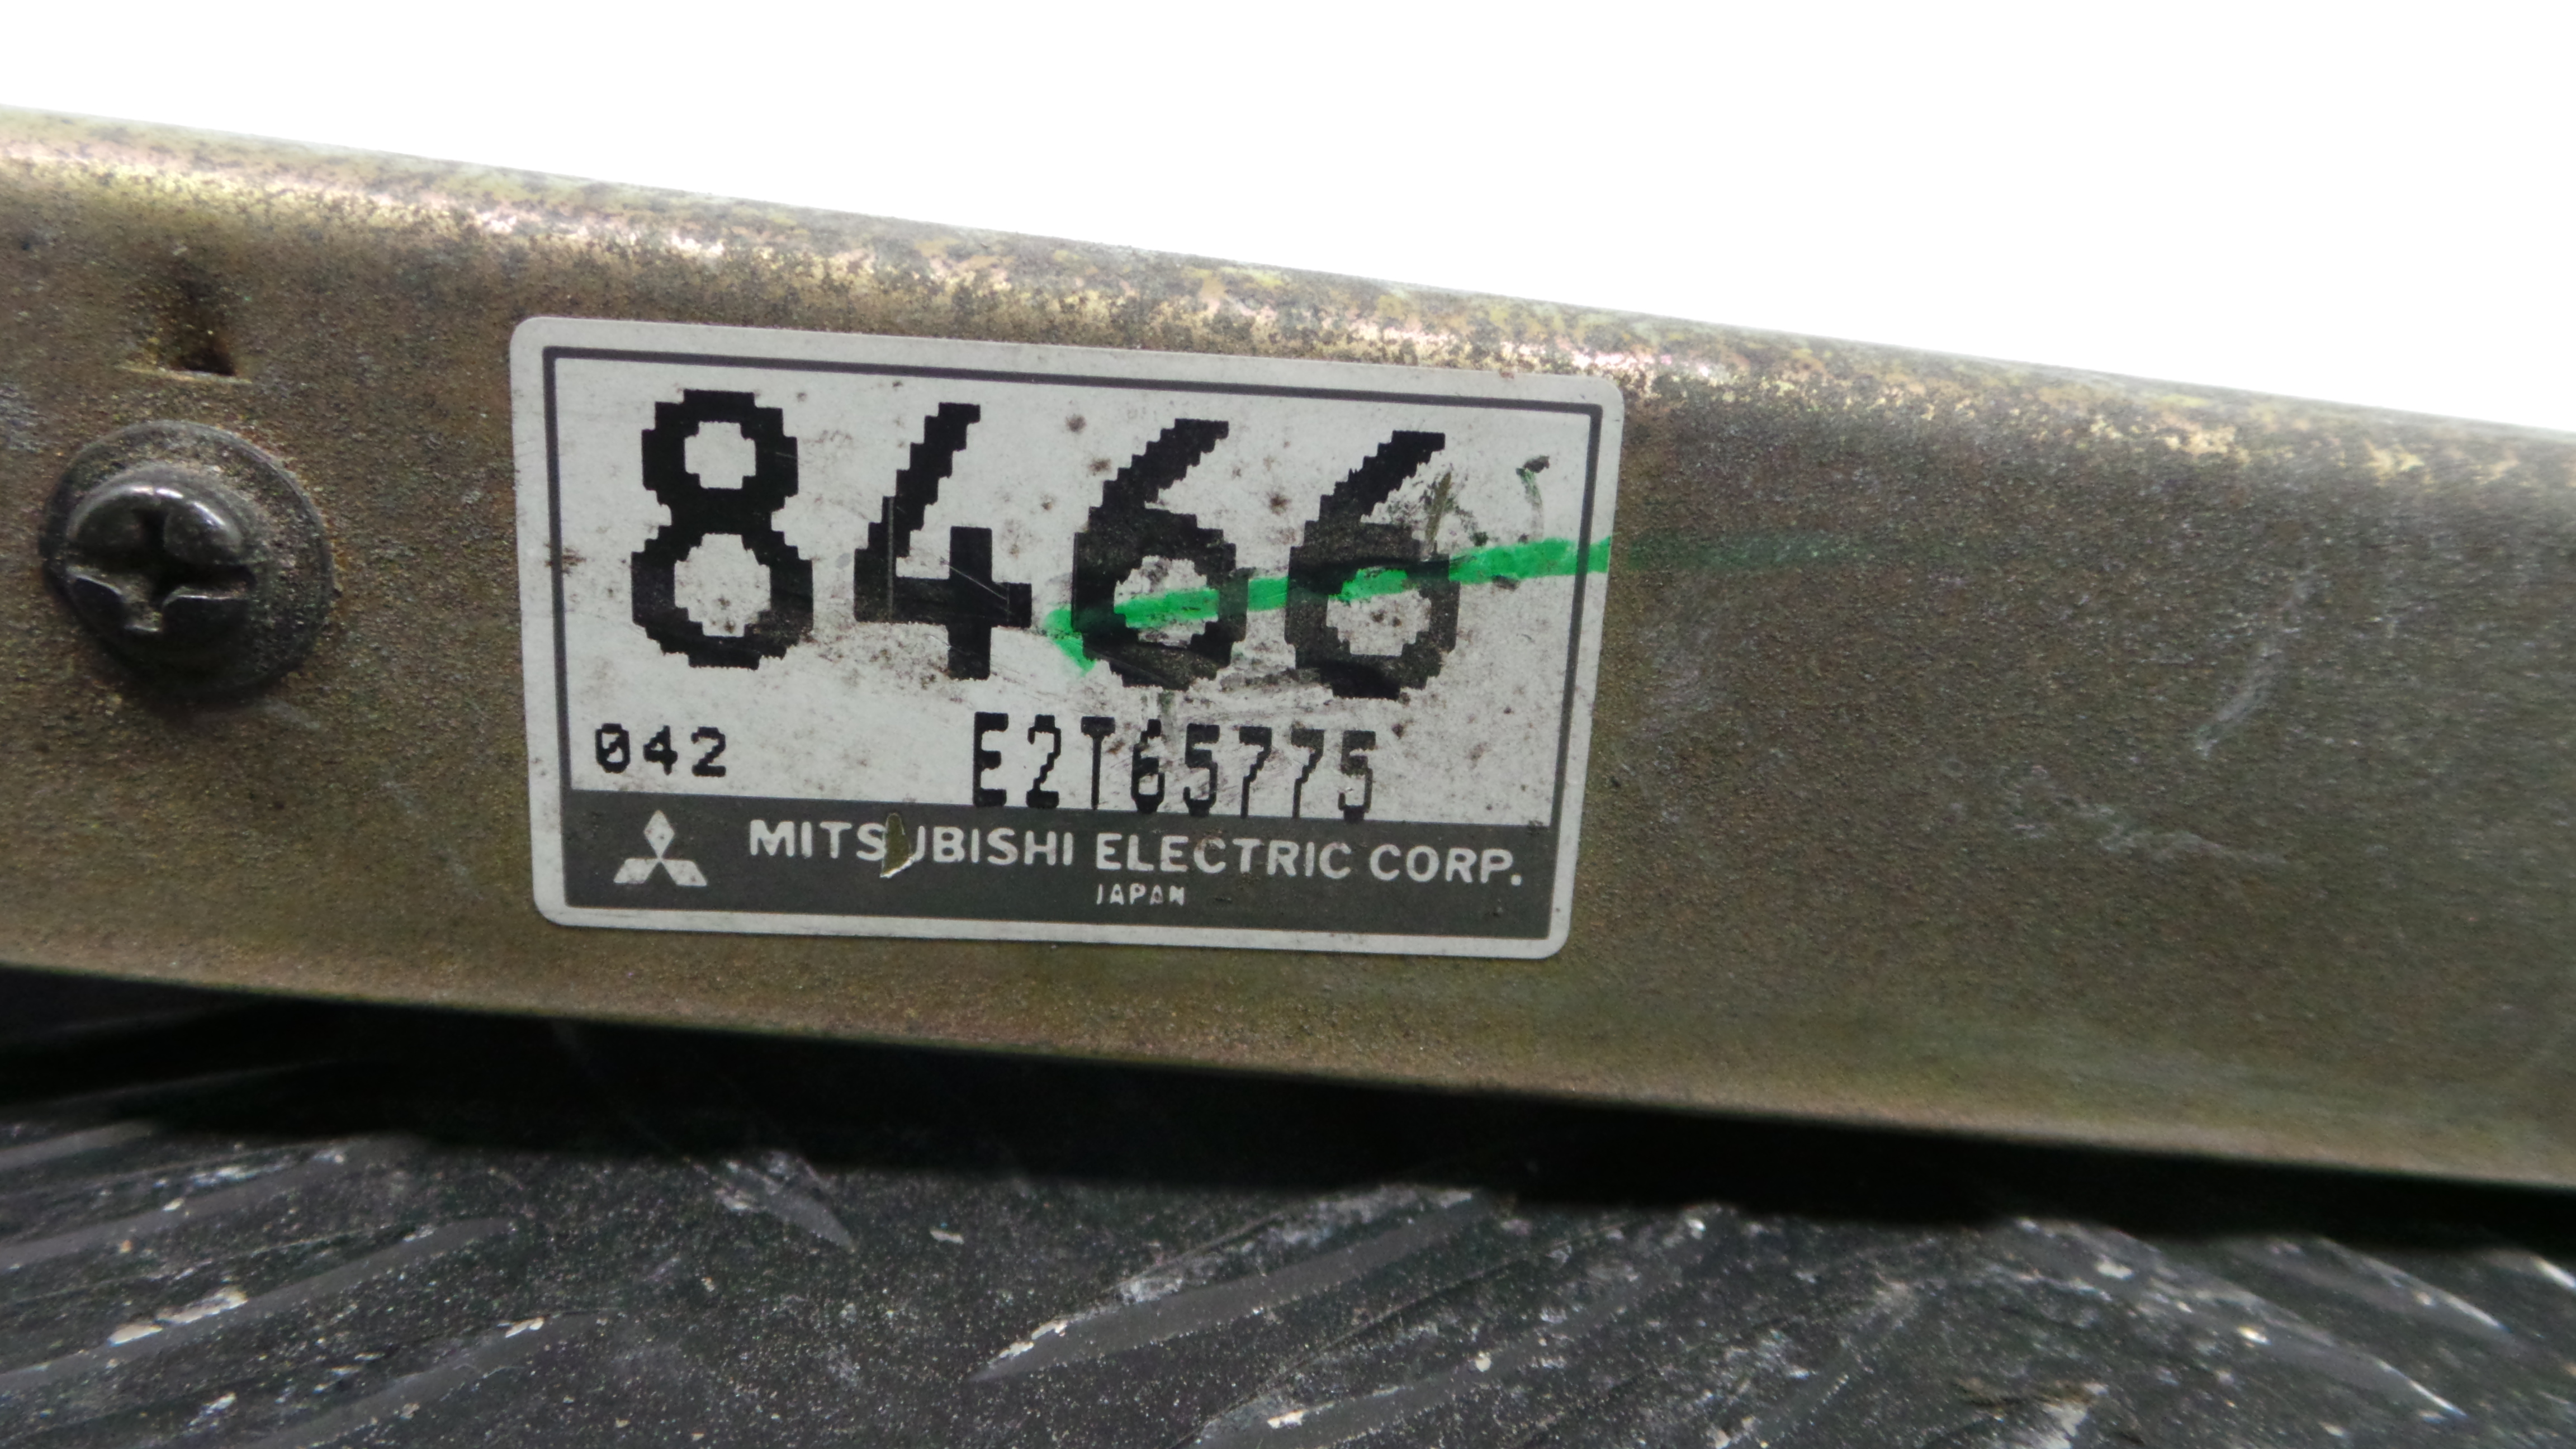 8466
042 E2T65775
MITSUBISHI ELECTRIC CORP.
JAPAN